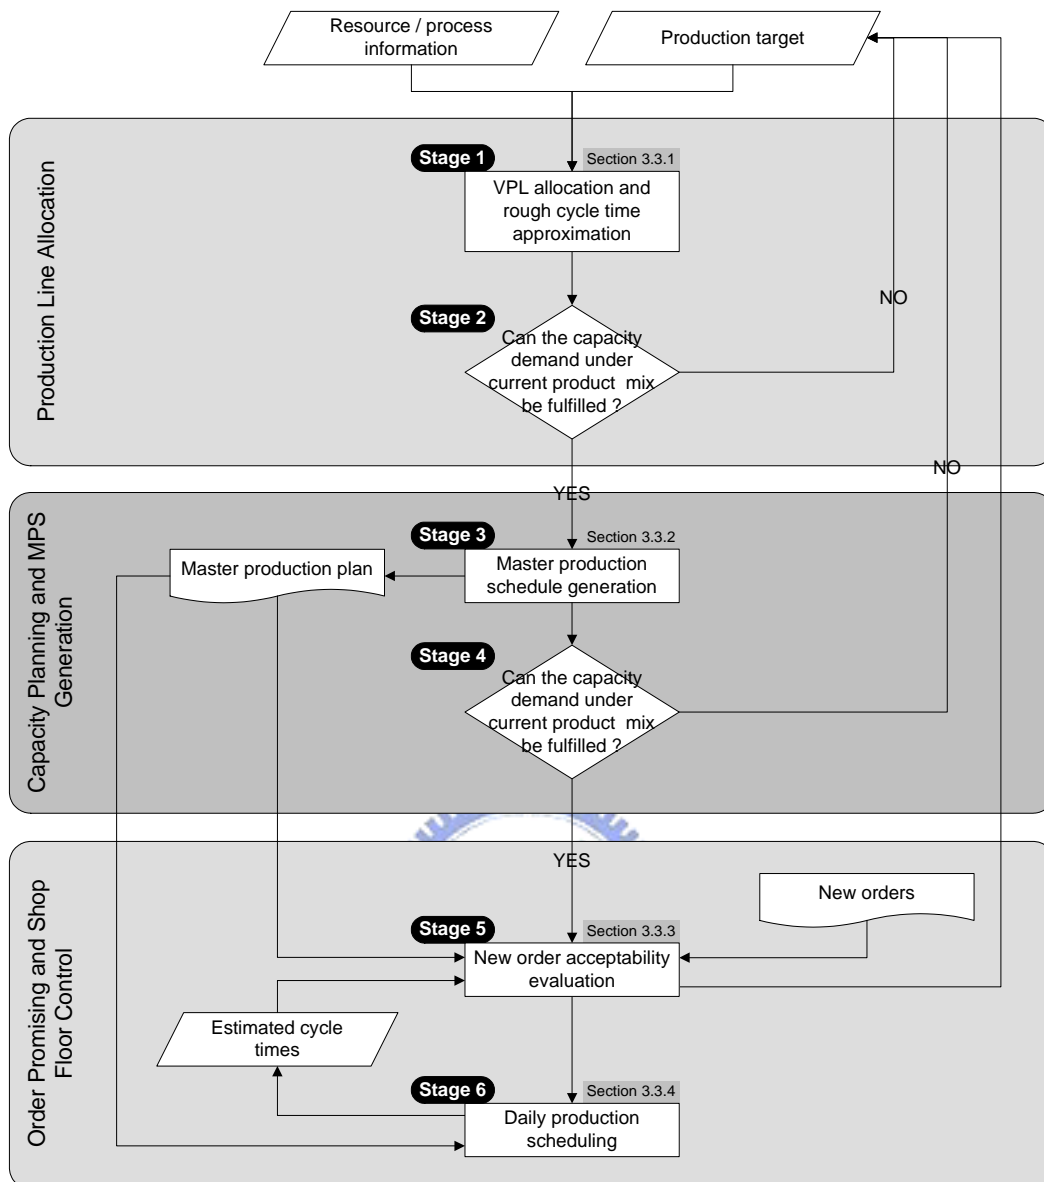 Resource / process
information
Production target
Production Line Allocation
Stage 1
Section 3.3.1
VPL allocation and
rough cycle time
approximation
Stage 2
Can the capacity
demand under
current product mix
be fulfilled ?
NO
NO
YES
Capacity Planning and MPS
Generation
Stage 3
Section 3.3.2
Master production plan
Master production
schedule generation
Stage 4
Can the capacity
demand under
current product mix
be fulfilled ?
YES
Order Promising and Shop
Floor Control
New orders
Stage 5
Section 3.3.3
New order acceptability
evaluation
Estimated cycle
times
Stage 6
Section 3.3.4
Daily production
scheduling